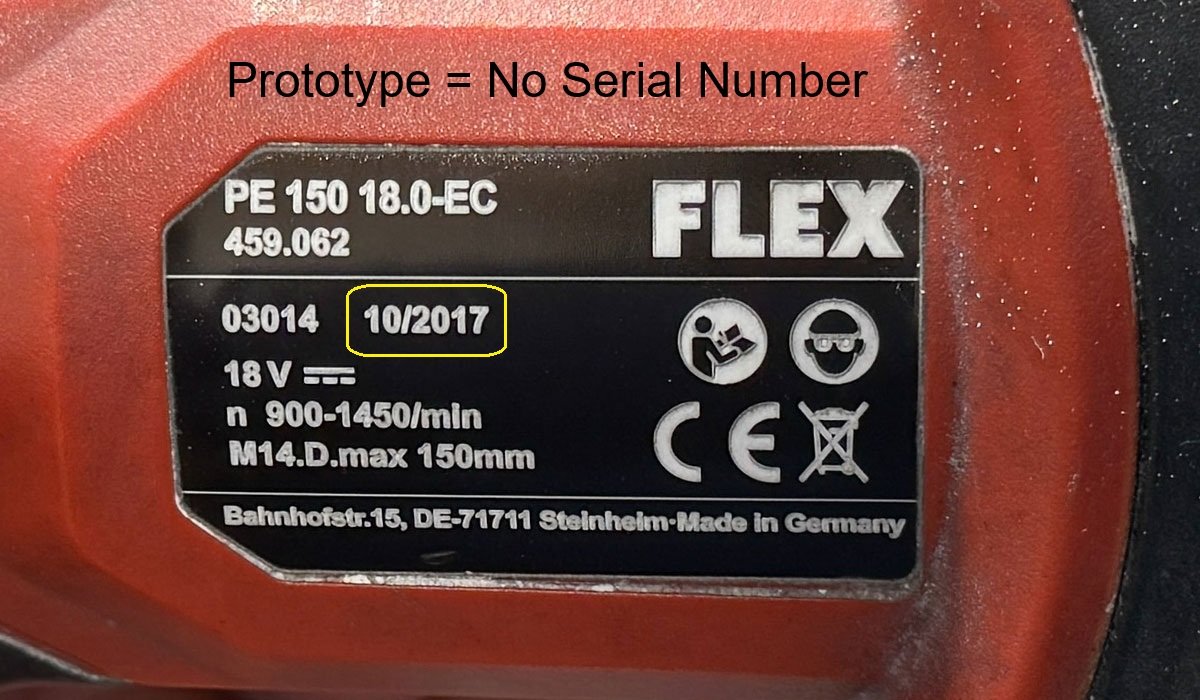 Prototype = No Serial Number
PE 150 18.0-EC
FLEX
459.062
03014 10/2017
18 V
n 900-1450/min
M14.D.max 150mm
CE
Bahnhofstr.15, DE-71711 Steinheim·Made in Germany